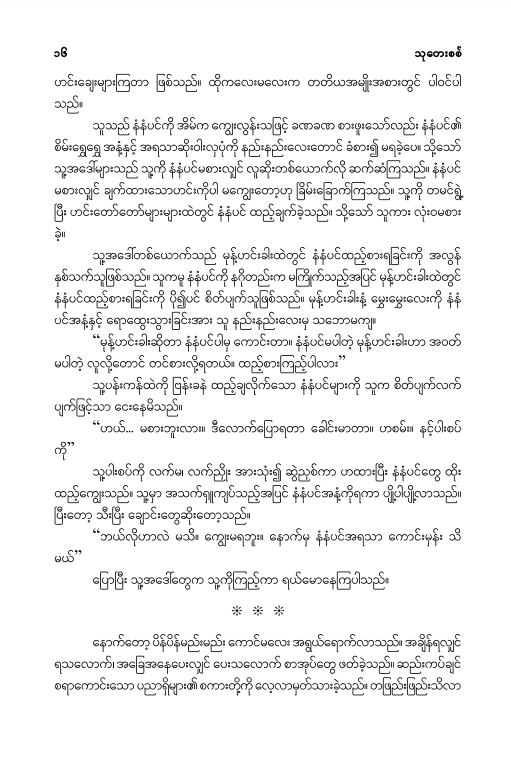 ၁၆ သုတေးစစ်
ဟင်းချေးများကြတာ ဖြစ်သည်။ ထိုကလေးမလေးက တတိယအမျိုးအစားတွင် ပါဝင်ပါ
သည်။
သူသည် နံနံပင်ကို အိမ်က ကျွေးလွန်းသဖြင့် ခဏခဏ စားဖူးသော်လည်း နံနံပင်၏
စိမ်းရွှေရွှေ အနံ့နှင့် အရသာဆိုးဝါးလှပုံကို နည်းနည်းလေးတောင် ခံစား၍ မရခဲ့ပေ။ သို့သော်
သူ့အဒေါ်များသည် သူ့ကို နံနံပင်မစားလျှင် လူဆိုးတစ်ယောက်လို ဆက်ဆံကြသည်။ နံနံပင်
မစားလျှင် ချက်ထားသောဟင်းကိုပါ မကျွေးတော့ဟု ခြိမ်းခြောက်ကြသည်။ သူ့ကို တမင်ရွဲ့
ပြီး ဟင်းတော်တော်များများထဲတွင် နံနံပင် ထည့်ချက်ခဲ့သည်။ သို့သော် သူကား လုံးဝမစား
ခဲ့။
သူ့အဒေါ်တစ်ယောက်သည် မုန့်ဟင်းခါးထဲတွင် နံနံပင်ထည့်စားရခြင်းကို အလွန်
နှစ်သက်သူဖြစ်သည်။ သူကမူ နံနံပင်ကို နဂိုတည်းက မကြိုက်သည့်အပြင် မုန့်ဟင်းခါးထဲတွင်
နံနံပင်ထည့်စားရခြင်းကို ပို၍ပင် စိတ်ပျက်သူဖြစ်သည်။ မုန့်ဟင်းခါးနံ့ မွှေးမွှေးလေးကို နံနံ
ပင်အနံ့နှင့် ရောထွေးသွားခြင်းအား သူ နည်းနည်းလေးမှ သဘောမကျ။
“မုန့်ဟင်းခါးဆိုတာ နံနံပင်ပါမှ ကောင်းတာ။ နံနံပင်မပါတဲ့ မုန့်ဟင်းခါးဟာ အဝတ်
မပါတဲ့ လူလို့တောင် တင်စားလို့ရတယ်။ ထည့်စားကြည့်ပါလား”
သူ့ပန်းကန်ထဲကို ဗြန်းခနဲ ထည့်ချလိုက်သော နံနံပင်များကို သူက စိတ်ပျက်လက်
ပျက်ဖြင့်သာ ငေးနေမိသည်။
“ဟယ်... မစားဘူးလား။ ဒီလောက်ပြောရတာ ခေါင်းမာတာ။ ဟစမ်း။ နင့်ပါးစပ်
ကို”
သူ့ပါးစပ်ကို လက်မ၊ လက်ညှိုး အားသုံး၍ ဆွဲညှစ်ကာ ဟထားပြီး နံနံပင်တွေ ထိုး
ထည့်ကျွေးသည်။ သူ့မှာ အသက်ရှူကျပ်သည့်အပြင် နံနံပင်အနံ့ကိုရကာ ပျို့ပါပျို့လာသည်။
ပြီးတော့ သီးပြီး ချောင်းတွေဆိုးတော့သည်။
“ဘယ်လိုဟာလဲ မသိ။ ကျွေးမရဘူး။ နောက်မှ နံနံပင်အရသာ ကောင်းမှန်း သိ
မယ်”
ပြောပြီး သူ့အဒေါ်တွေက သူ့ကိုကြည့်ကာ ရယ်မောနေကြပါသည်။
* * *
နောက်တော့ ပိန်ပိန်မည်းမည်း ကောင်မလေး အရွယ်ရောက်လာသည်။ အချိန်ရလျှင်
ရသလောက်၊ အခြေအနေပေးလျှင် ပေးသလောက် စာအုပ်တွေ ဖတ်ခဲ့သည်။ ဆည်းကပ်ချင်
စရာကောင်းသော ပညာရှိများ၏ စကားတို့ကို လေ့လာမှတ်သားခဲ့သည်။ တဖြည်းဖြည်းသိလာ